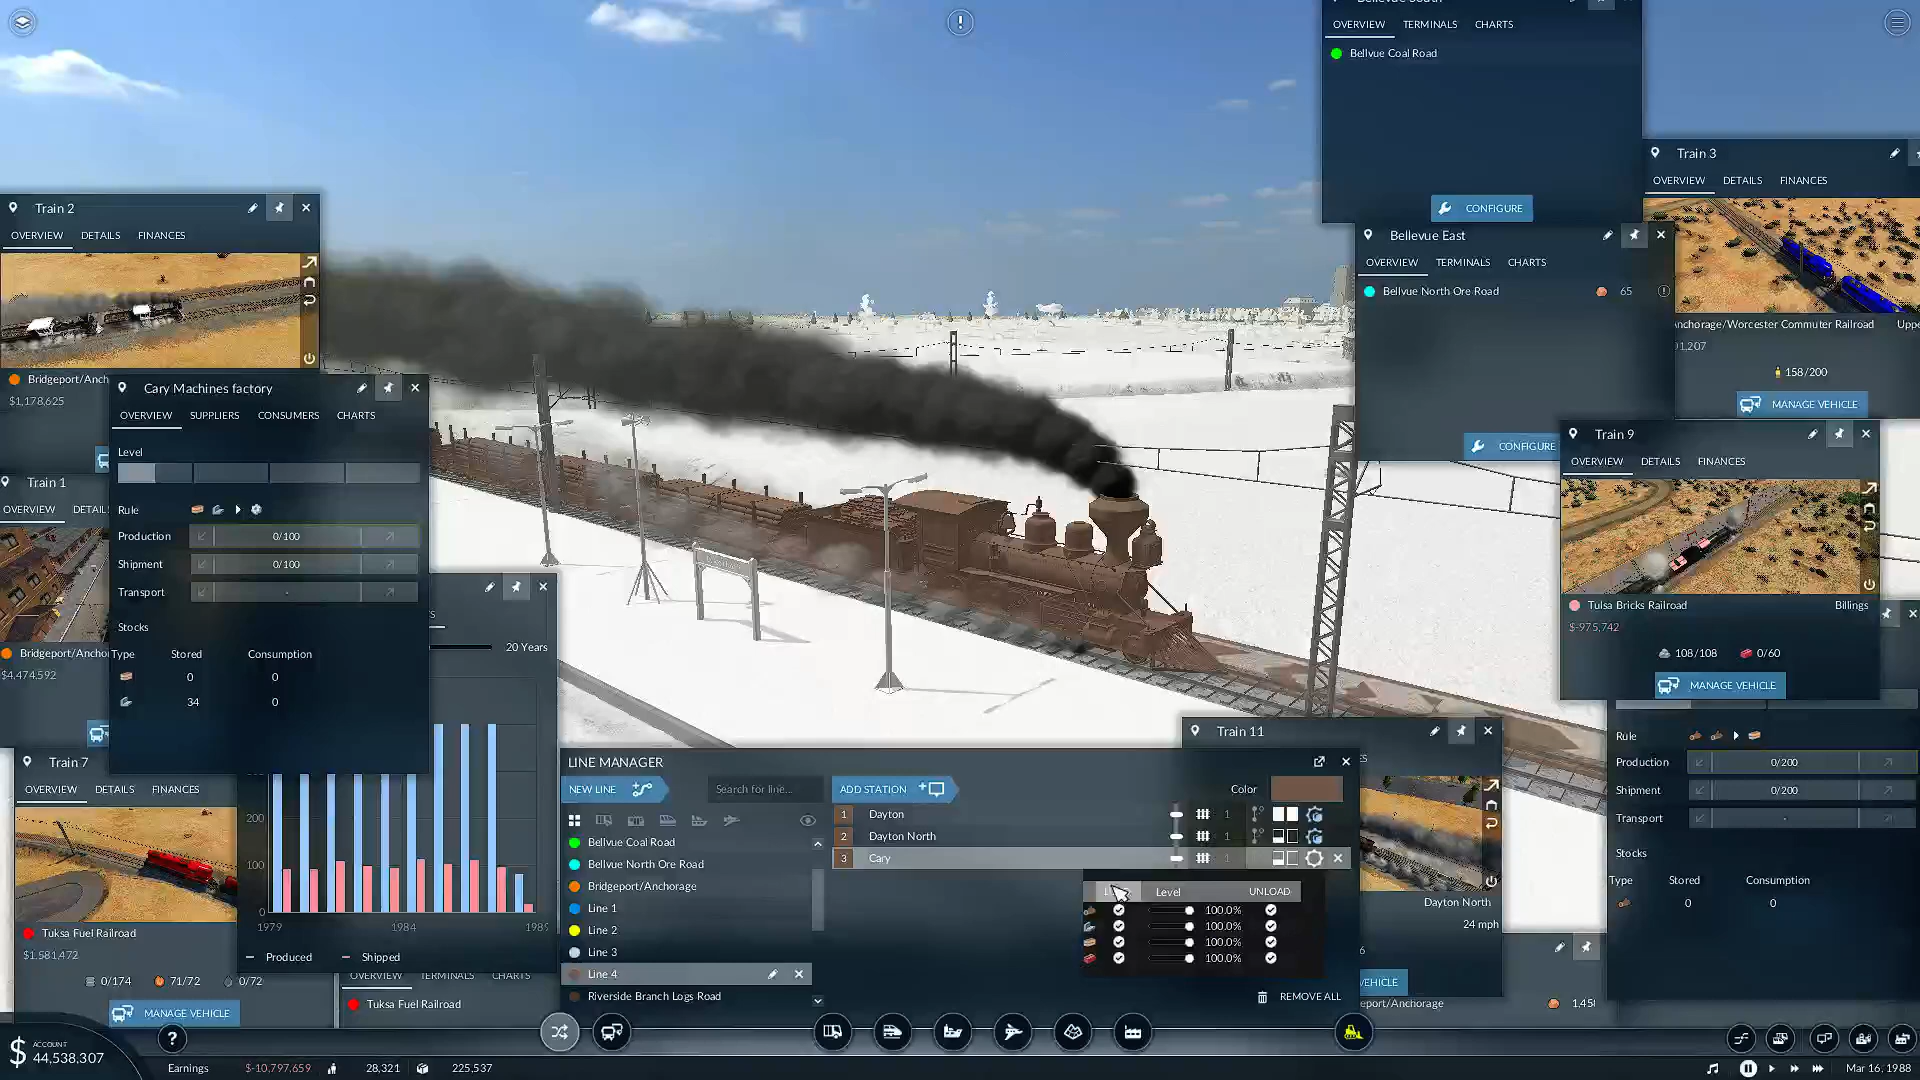 Bellevue South
OVERVIEW TERMINALS CHARTS
Bellvue Coal Road
CONFIGURE
Train 3
OVERVIEW DETAILS FINANCES
Anchorage/Worcester Commuter Railroad
158/200
MANAGE VEHICLE
Bellevue East
OVERVIEW TERMINALS CHARTS
Bellvue North Ore Road 65
CONFIGURE
Train 2
OVERVIEW DETAILS FINANCES
Bridgeport/Anch
$1,178,625
Cary Machines factory
OVERVIEW SUPPLIERS CONSUMERS CHARTS
Level
Rule
Production 0/100
Shipment 0/100
Transport -
Stocks
Type Stored Consumption
0 0
34 0
Train 1
OVERVIEW DETAIL
Bridgeport/Anchor
$4,474,592
Train 9
OVERVIEW DETAILS FINANCES
Tulsa Bricks Railroad Billings
$-975,742
108/108 0/60
MANAGE VEHICLE
20 Years
200
100
0
1979 1984
Produced Shipped
Train 7
OVERVIEW DETAILS FINANCES
Tuksa Fuel Railroad
$1,581,472
0/174 71/72 0/72
MANAGE VEHICLE
OVERVIEW TERMINALS CHARTS
Tuksa Fuel Railroad
LINE MANAGER
NEW LINE
Search for line...
ADD STATION
Color
1 Dayton 1
2 Dayton North 1
3 Cary 1
Bellvue Coal Road
Bellvue North Ore Road
Bridgeport/Anchorage
Line 1
Line 2
Line 3
Line 4
Riverside Branch Logs Road
Level UNLOAD
100.0%
100.0%
100.0%
100.0%
REMOVE ALL
Train 11
Dayton North
24 mph
Rule
Production 0/200
Shipment 0/200
Transport -
Stocks
Type Stored Consumption
0 0
$ ACCOUNT
44,538,307
?
Earnings $-10,797,659 28,321 225,537
Mar 16, 1988